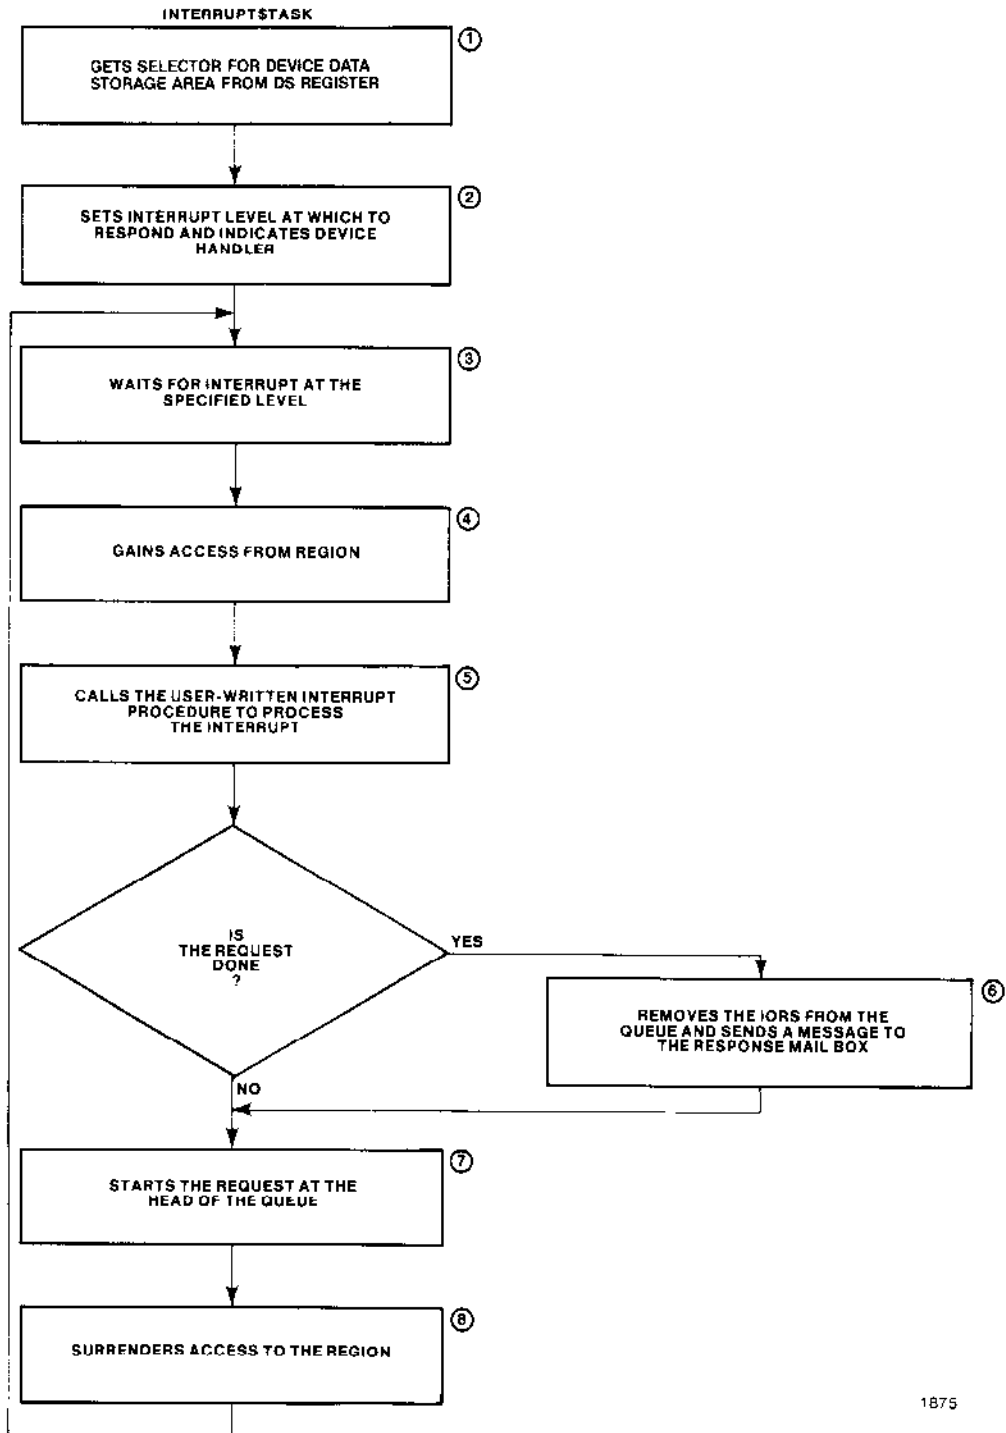 INTERRUPT$TASK
1
GETS SELECTOR FOR DEVICE DATA
STORAGE AREA FROM DS REGISTER
2
SETS INTERRUPT LEVEL AT WHICH TO
RESPOND AND INDICATES DEVICE
HANDLER
3
WAITS FOR INTERRUPT AT THE
SPECIFIED LEVEL
4
GAINS ACCESS FROM REGION
5
CALLS THE USER-WRITTEN INTERRUPT
PROCEDURE TO PROCESS
THE INTERRUPT
IS
THE REQUEST
DONE
?
YES
6
REMOVES THE IORS FROM THE
QUEUE AND SENDS A MESSAGE TO
THE RESPONSE MAIL BOX
NO
7
STARTS THE REQUEST AT THE
HEAD OF THE QUEUE
8
SURRENDERS ACCESS TO THE REGION
1875